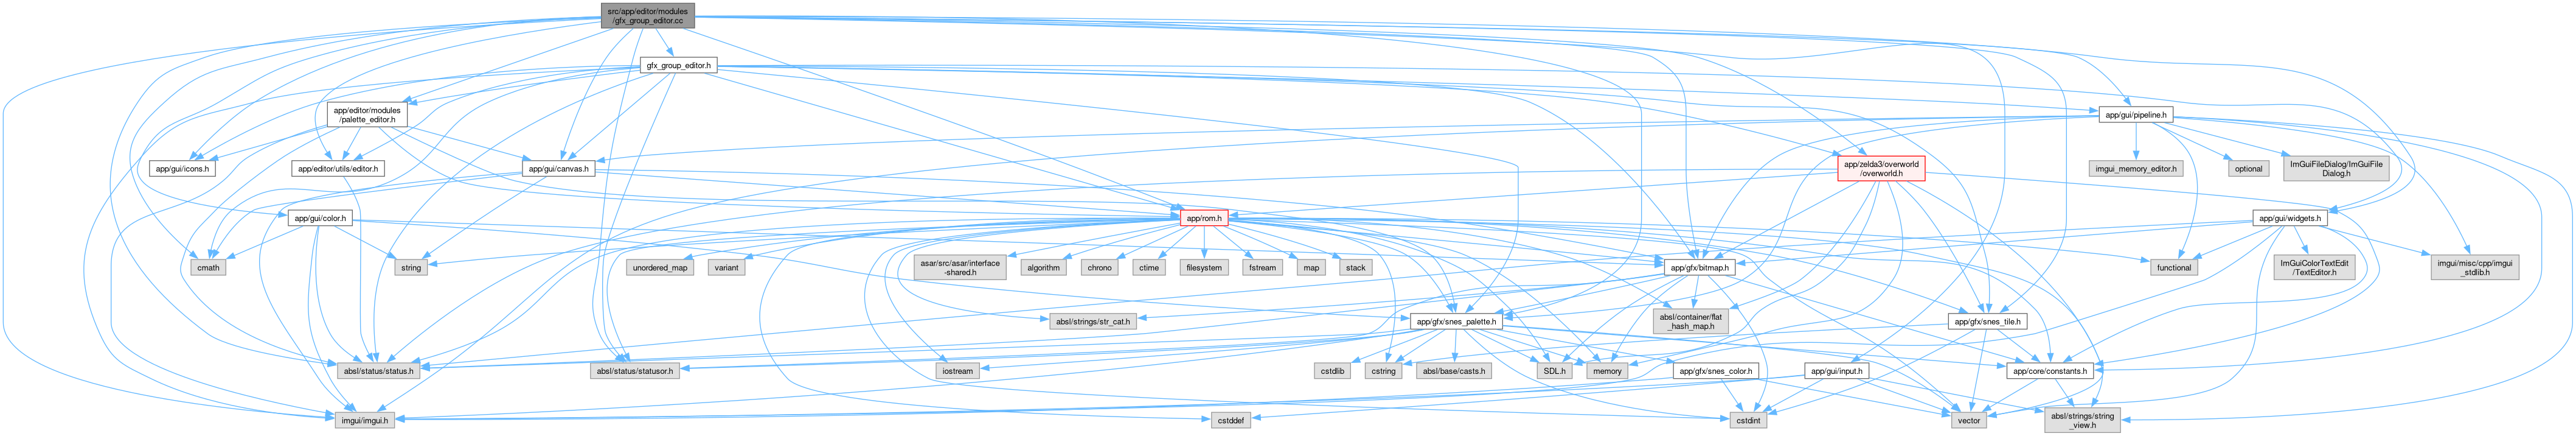 src/app/editor/modules
/gfx_group_editor.cc
gfx_group_editor.h
app/editor/modules
/palette_editor.h
app/gui/pipeline.h
app/gui/icons.h
app/editor/utils/editor.h
app/gui/canvas.h
app/zelda3/overworld
/overworld.h
imgui_memory_editor.h
optional
ImGuiFileDialog/ImGuiFile
Dialog.h
app/gui/color.h
app/rom.h
app/gui/widgets.h
cmath
string
unordered_map
variant
asar/src/asar/interface
-shared.h
algorithm
chrono
ctime
filesystem
fstream
map
stack
app/gfx/bitmap.h
functional
ImGuiColorTextEdit
/TextEditor.h
imgui/misc/cpp/imgui
_stdlib.h
absl/strings/str_cat.h
app/gfx/snes_palette.h
absl/container/flat
_hash_map.h
app/gfx/snes_tile.h
absl/status/status.h
absl/status/statusor.h
iostream
cstdlib
cstring
absl/base/casts.h
SDL.h
memory
app/gfx/snes_color.h
app/gui/input.h
app/core/constants.h
imgui/imgui.h
cstddef
cstdint
vector
absl/strings/string
_view.h